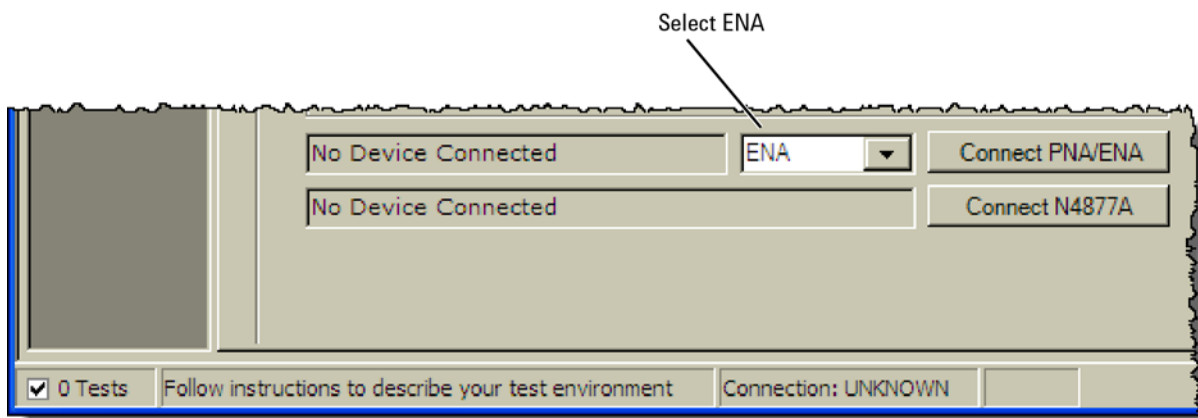 Select ENA
No Device Connected ENA Connect PNA/ENA
No Device Connected Connect N4877A
0 Tests Follow instructions to describe your test environment Connection: UNKNOWN